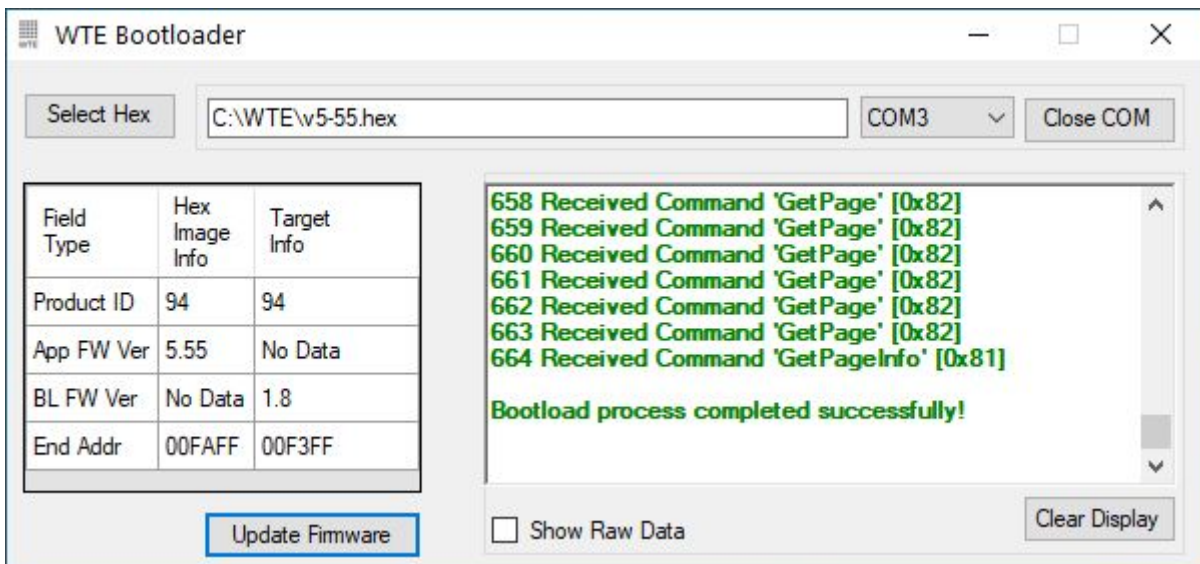 WTE Bootloader
Select Hex
C:\WTE\v5-55.hex
COM3
Close COM
Field Type
Hex Image Info
Target Info
Product ID
94
94
App FW Ver
5.55
No Data
BL FW Ver
No Data
1.8
End Addr
00FAFF
00F3FF
Update Firmware
658 Received Command 'GetPage' [0x82]
659 Received Command 'GetPage' [0x82]
660 Received Command 'GetPage' [0x82]
661 Received Command 'GetPage' [0x82]
662 Received Command 'GetPage' [0x82]
663 Received Command 'GetPage' [0x82]
664 Received Command 'GetPageInfo' [0x81]
Bootload process completed successfully!
Show Raw Data
Clear Display